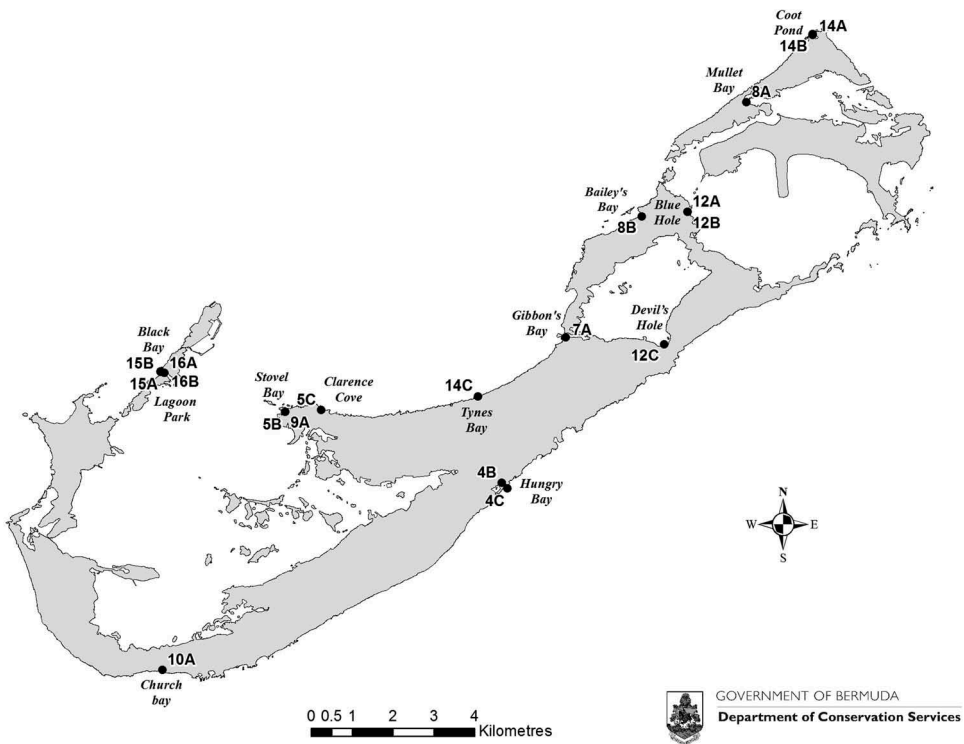 Coot
Pond
14A
14B
Mullet
Bay
8A
Bailey's
Bay
8B
Blue
Hole
12A
12B
Gibbon's
Bay
7A
Devil's
Hole
12C
Black
Bay
15B
16A
15A
16B
Lagoon
Park
Stovel
Bay
5C
Clarence
Cove
5B
9A
14C
Tynes
Bay
4B
4C
Hungry
Bay
N
W E
S
10A
Church
bay
0 0.5 1 2 3 4
Kilometres
GOVERNMENT OF BERMUDA
Department of Conservation Services